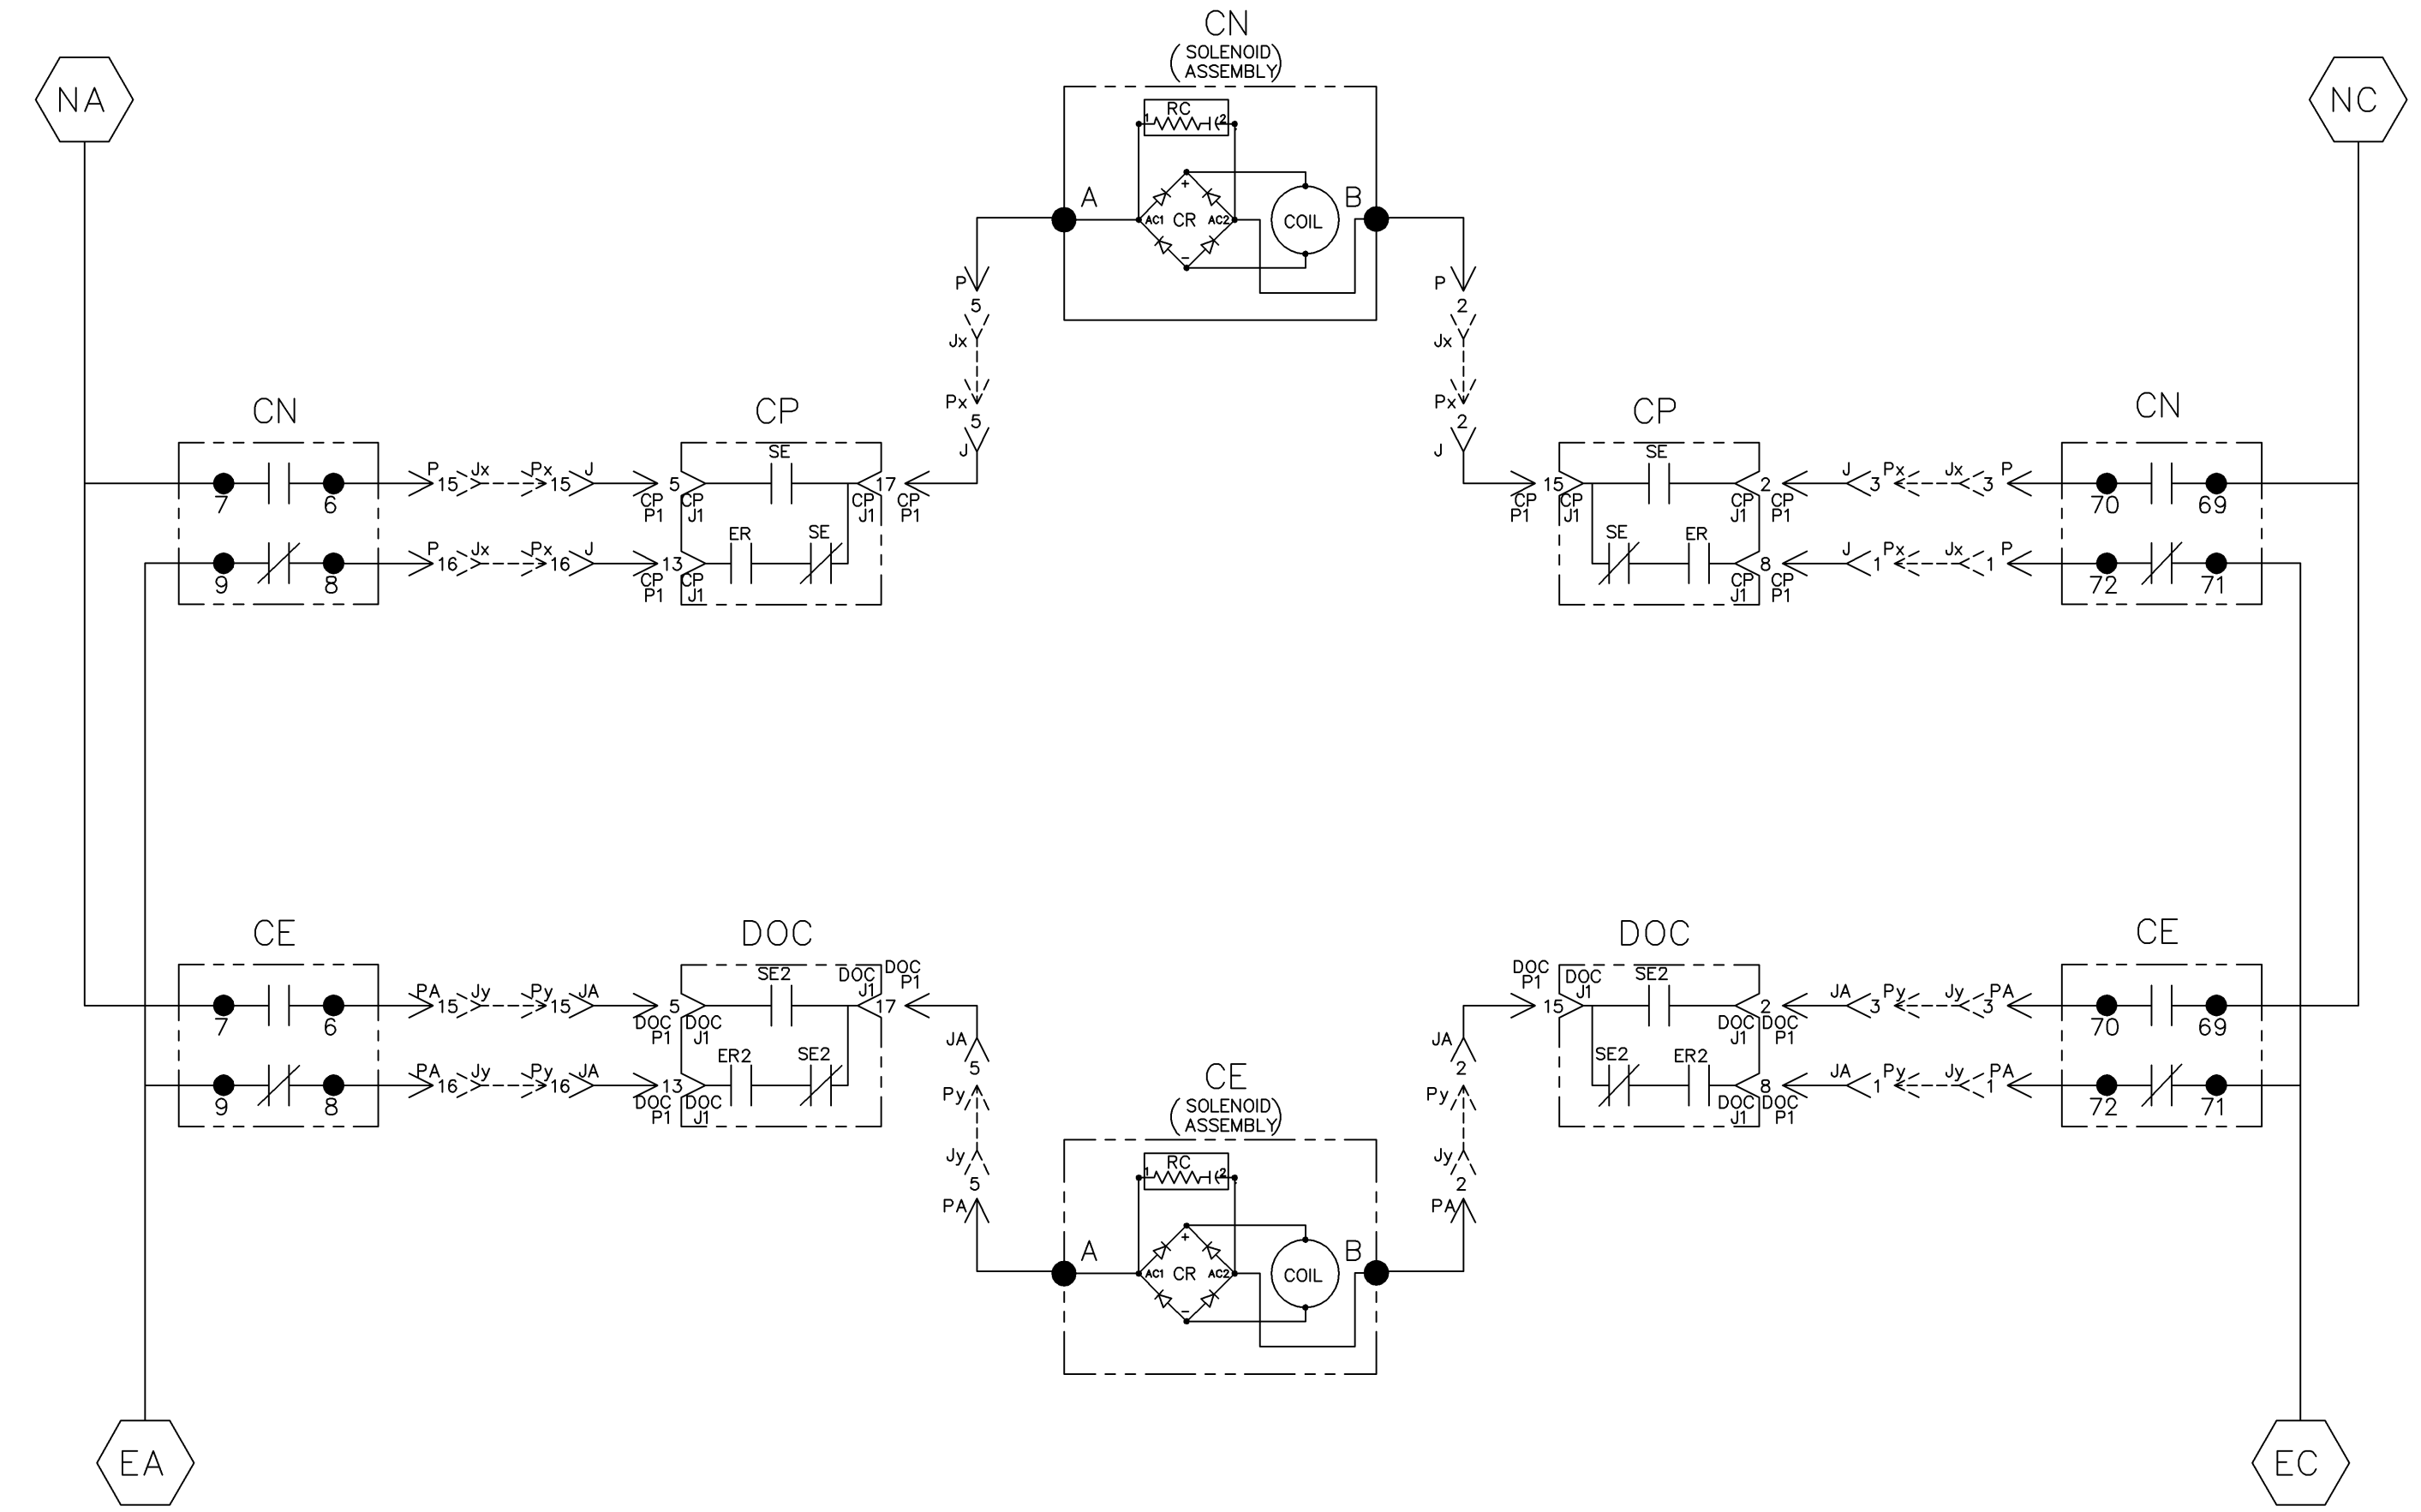 CN
(SOLENOID)
(ASSEMBLY)
NA
NC
RC
1 2
A
B
+
AC1 CR AC2
COIL
−
P
5
Jx
Px
5
J
P
2
Jx
Px
2
J
CN
CP
CP
CN
7 6
P 15 Jx Px 15 J
5 SE 17
CP P1 CP J1 CP J1 CP P1
15 SE 2
CP P1 CP J1 CP J1 CP P1
J 3 Px Jx 3 P
70 69
9 8
P 16 Jx Px 16 J
13 ER SE
CP P1 CP J1
SE ER 8
CP J1 CP P1
J 1 Px Jx 1 P
72 71
CE
DOC
DOC
CE
7 6
PA 15 Jy Py 15 JA
5 SE2 17
DOC P1 DOC J1 DOC J1 DOC P1
15 SE2 2
DOC P1 DOC J1 DOC J1 DOC P1
JA 3 Py Jy 3 PA
70 69
9 8
PA 16 Jy Py 16 JA
13 ER2 SE2
DOC P1 DOC J1
SE2 ER2 8
DOC J1 DOC P1
JA 1 Py Jy 1 PA
72 71
JA
5
Py
Jy
5
PA
JA
2
Py
Jy
2
PA
CE
(SOLENOID)
(ASSEMBLY)
RC
1 2
A
B
+
AC1 CR AC2
COIL
−
EA
EC